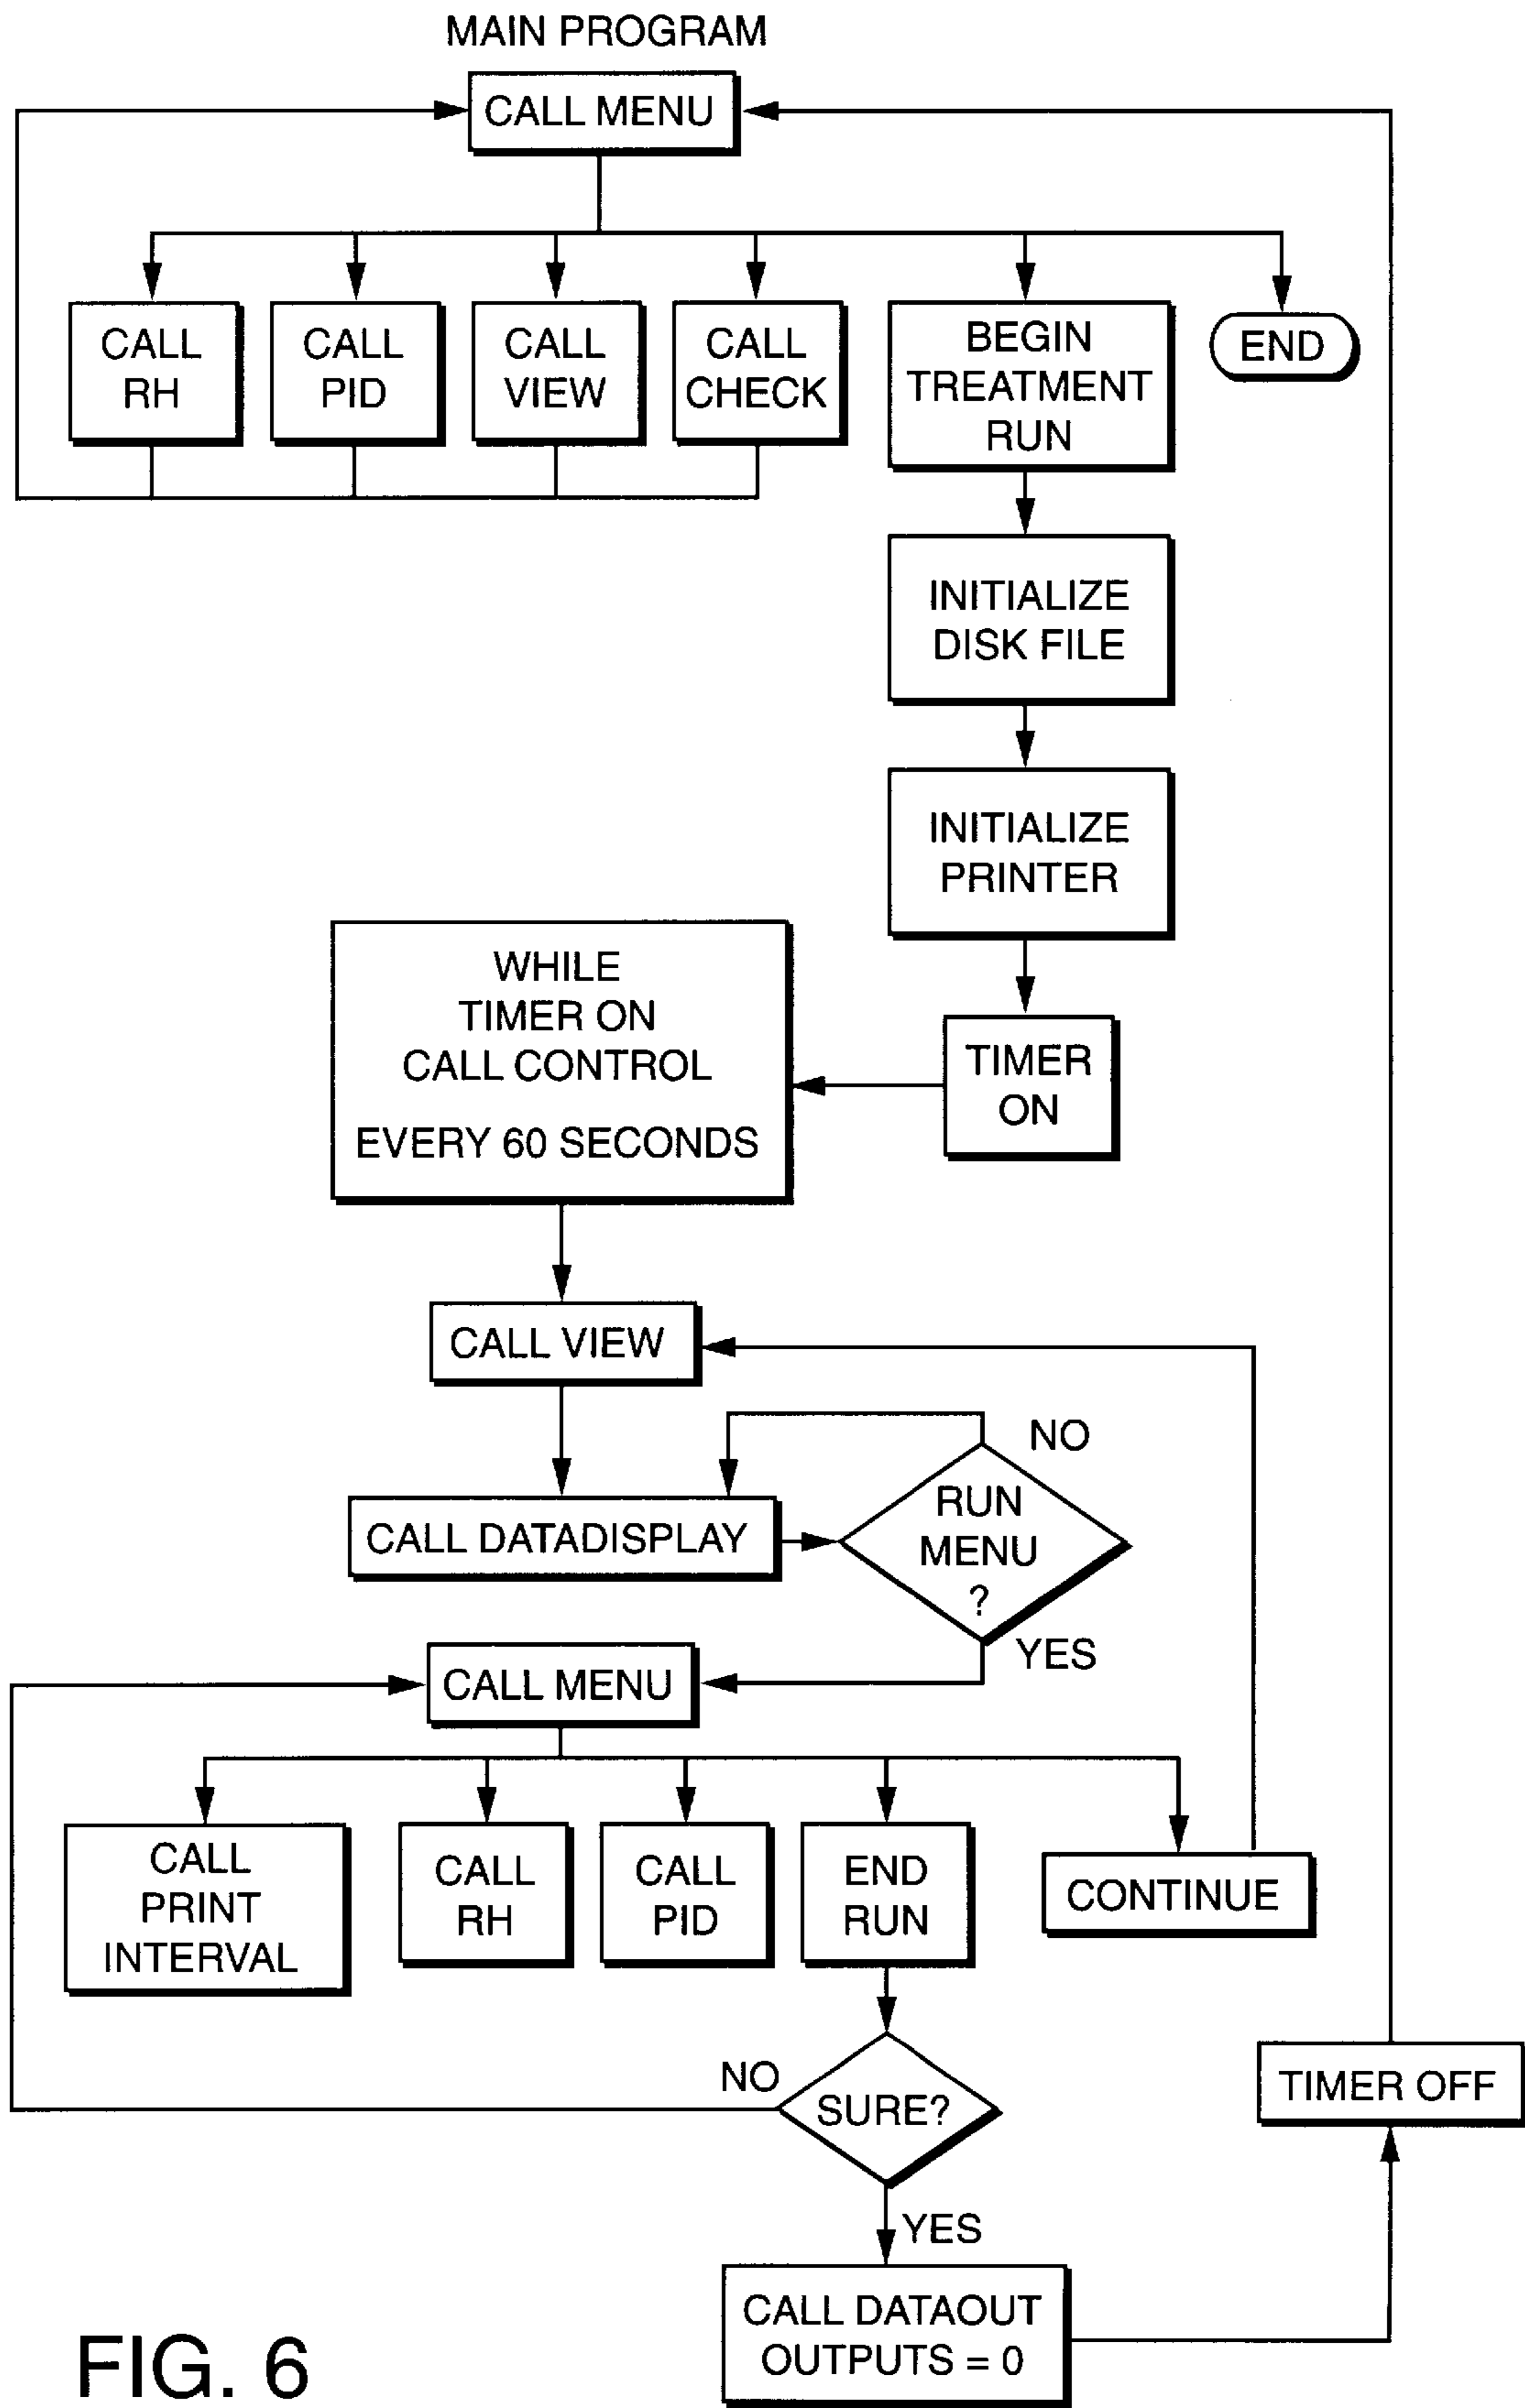 MAIN PROGRAM
CALL MENU
CALL
RH
CALL
PID
CALL
VIEW
CALL
CHECK
BEGIN
TREATMENT
RUN
END
INITIALIZE
DISK FILE
INITIALIZE
PRINTER
WHILE
TIMER ON
CALL CONTROL
EVERY 60 SECONDS
TIMER
ON
CALL VIEW
NO
RUN
MENU
?
CALL DATADISPLAY
YES
CALL MENU
CALL
PRINT
INTERVAL
CALL
RH
CALL
PID
END
RUN
CONTINUE
NO
SURE?
TIMER OFF
YES
CALL DATAOUT
OUTPUTS = 0
FIG. 6